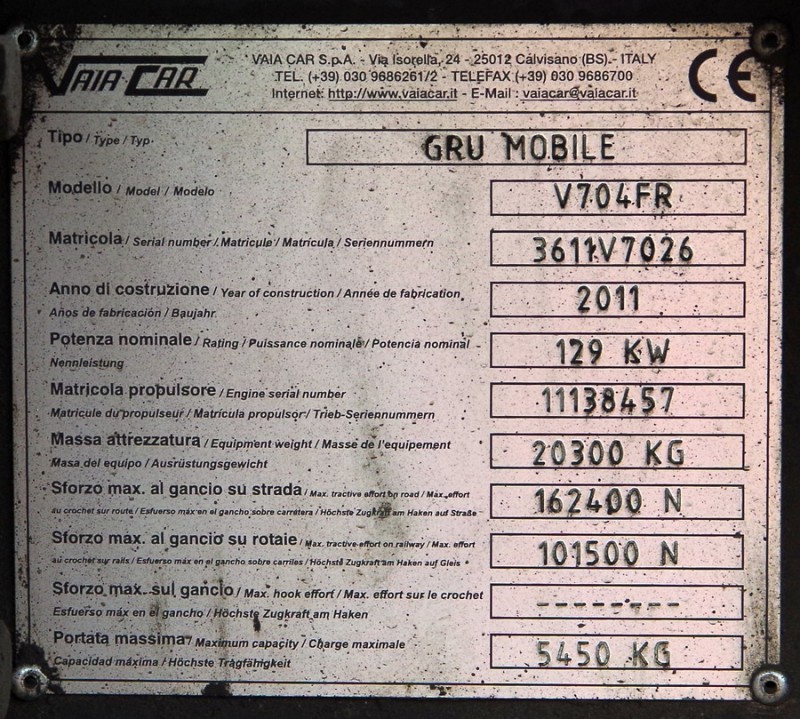 VAIA CAR
VAIA CAR S.p.A. - Via Isorella, 24 - 25012 Calvisano (BS) - ITALY
TEL. (+39) 030 9686261/2 - TELEFAX (+39) 030 9686700
Internet: http://www.vaiacar.it - E-Mail : vaiacar@vaiacar.it
CE
Tipo / Type / Typ. GRU MOBILE
Modello / Model / Modelo V704FR
Matricola / Serial number / Matricule / Matrícula / Seriennummern 3611V7026
Anno di costruzione / Year of construction / Année de fabrication
Años de fabricación / Baujahr 2011
Potenza nominale / Rating / Puissance nominale / Potencia nominal
Nennleistung 129 KW
Matricola propulsore / Engine serial number
Matricule du propulseur / Matrícula propulsor / Trieb-Seriennummern 11138457
Massa attrezzatura / Equipment weight / Masse de l'equipement
Masa del equipo / Ausrüstungsgewicht 20300 KG
Sforzo max. al gancio su strada / Max. tractive effort on road / Max. effort
su crochet sur route / Esfuerzo máx en el gancho sobre carretera / Höchste Zugkraft am Haken auf Straße 162400 N
Sforzo max. al gancio su rotaie / Max. tractive effort on railway / Max. effort
au crochet sur rails / Esfuerzo máx en el gancho sobre carriles / Höchste Zugkraft am Haken auf Gleis 101500 N
Sforzo max. sul gancio / Max. hook effort / Max. effort sur le crochet
Esfuerzo máx en el gancho / Höchste Zugkraft am Haken --------
Portata massima / Maximum capacity / Charge maximale
Capacidad máxima / Höchste Tragfähigkeit 5450 KG